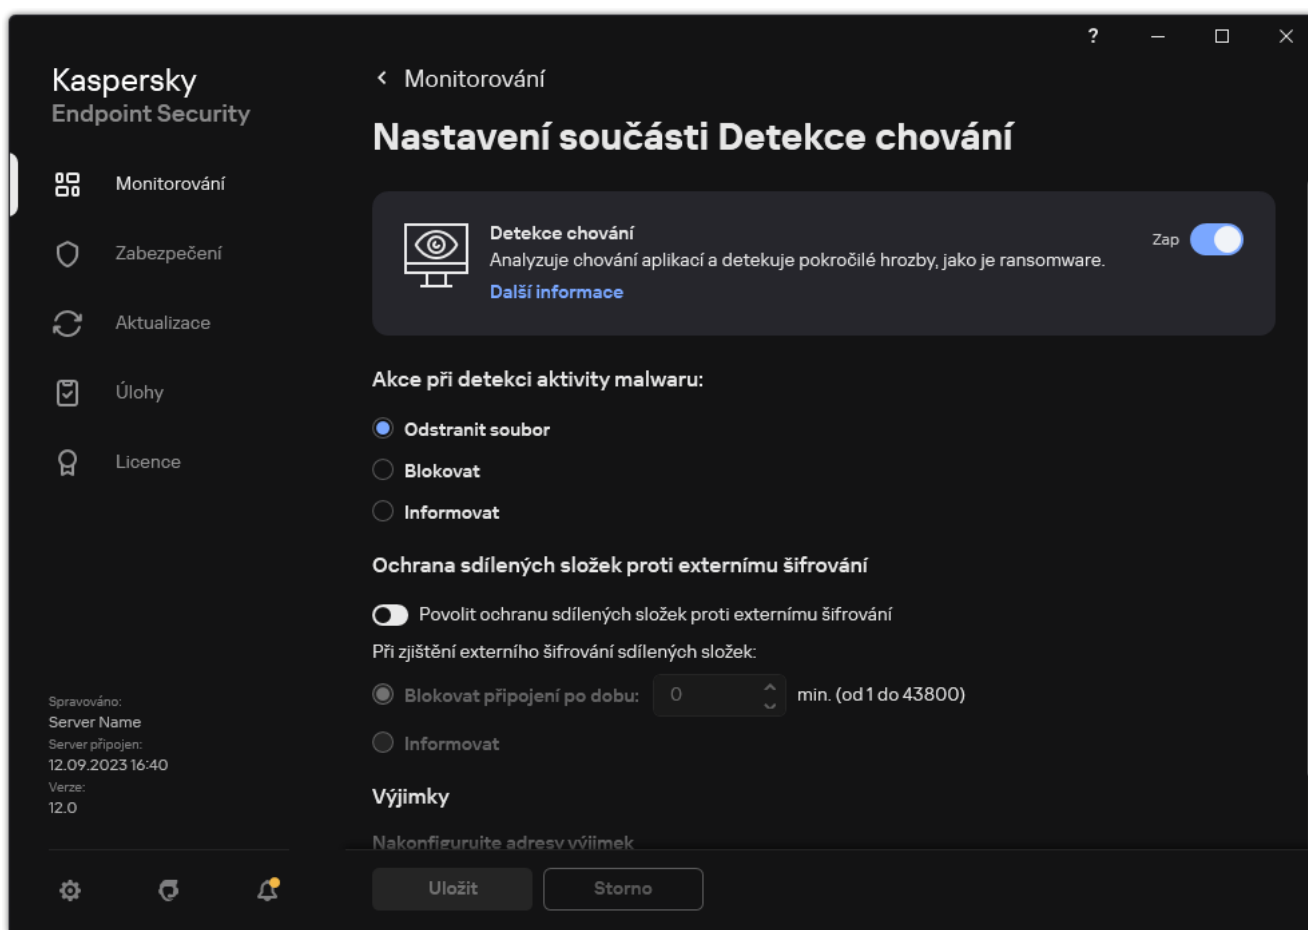 ?
Kaspersky
Endpoint Security
Monitorování
Zabezpečení
Aktualizace
Úlohy
Licence
Spravováno:
Server Name
Server připojen:
12.09.2023 16:40
Verze:
12.0
Monitorování
Nastavení součásti Detekce chování
Detekce chování
Analyzuje chování aplikací a detekuje pokročilé hrozby, jako je ransomware.
Další informace
Zap
Akce při detekci aktivity malwaru:
Odstranit soubor
Blokovat
Informovat
Ochrana sdílených složek proti externímu šifrování
Povolit ochranu sdílených složek proti externímu šifrování
Při zjištění externího šifrování sdílených složek:
Blokovat připojení po dobu: 0 min. (od 1 do 43800)
Informovat
Výjimky
Nakonfigurujte adresy výjimek
Uložit
Storno